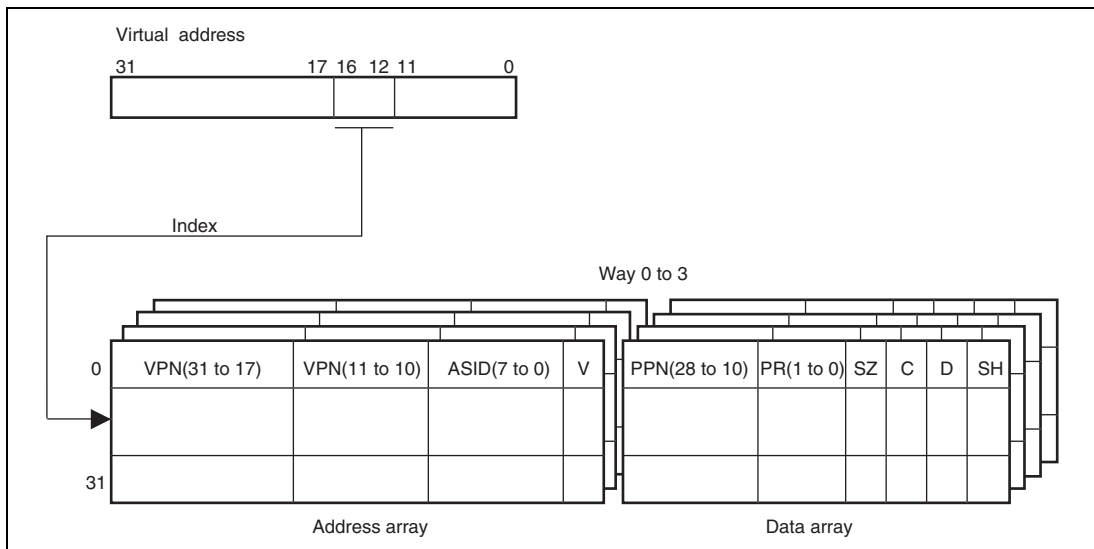 Virtual address
31 17 16 12 11 0
Index
Way 0 to 3
0 VPN(31 to 17) VPN(11 to 10) ASID(7 to 0) V PPN(28 to 10) PR(1 to 0) SZ C D SH
31
Address array Data array